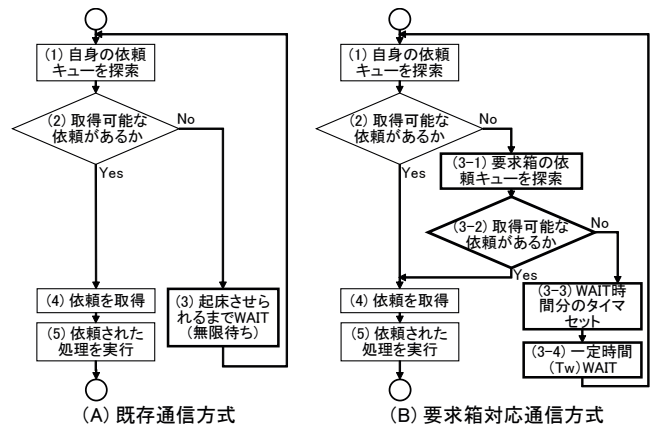 (1) 自身の依頼
キューを探索
(2) 取得可能な
依頼があるか
No
Yes
(4) 依頼を取得
(5) 依頼された
処理を実行
(3) 起床させら
れるまでWAIT
(無限待ち)
(A) 既存通信方式
(1) 自身の依頼
キューを探索
(2) 取得可能な
依頼があるか
No
Yes
(3-1) 要求箱の依
頼キューを探索
(3-2) 取得可能な
依頼があるか
No
Yes
(3-3) WAIT時
間分のタイマ
セット
(3-4) 一定時間
(Tw)WAIT
(4) 依頼を取得
(5) 依頼された
処理を実行
(B) 要求箱対応通信方式